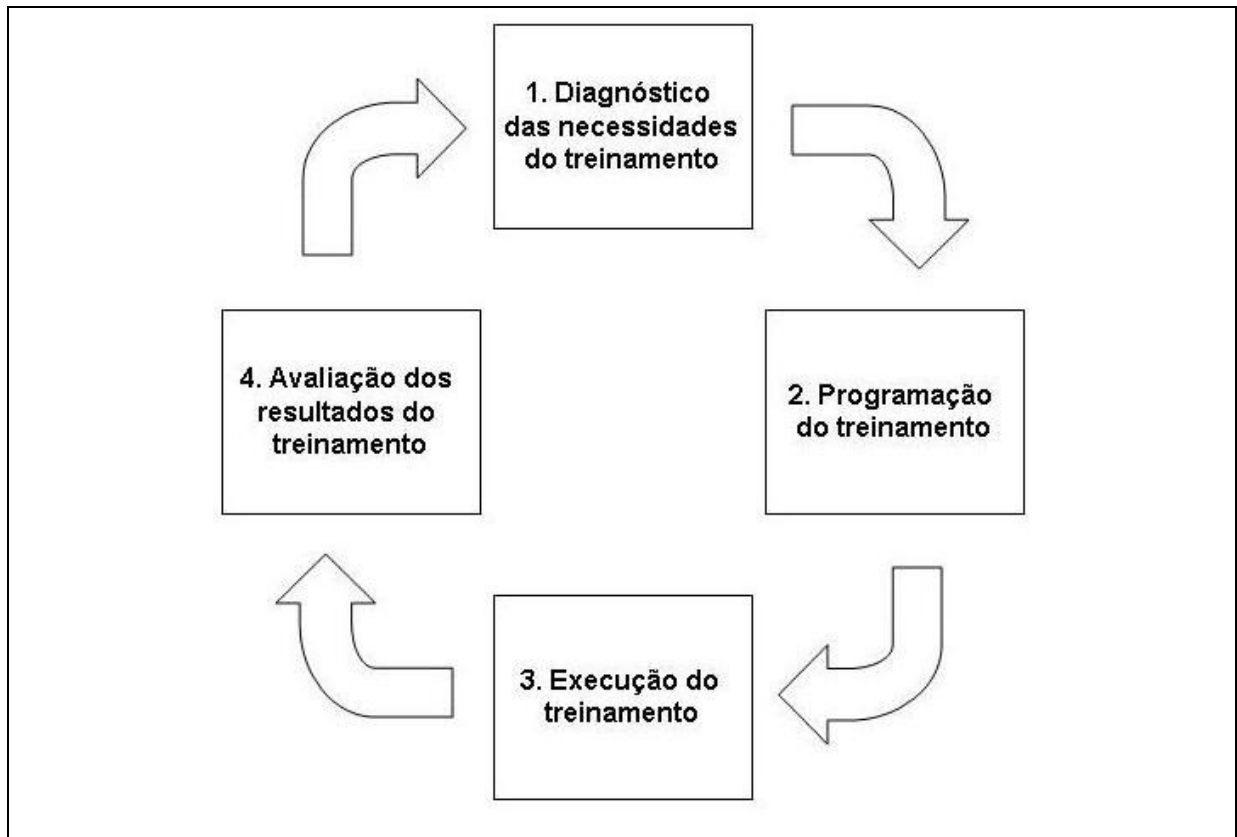 1. Diagnóstico
das necessidades
do treinamento
2. Programação
do treinamento
3. Execução do
treinamento
4. Avaliação dos
resultados do
treinamento